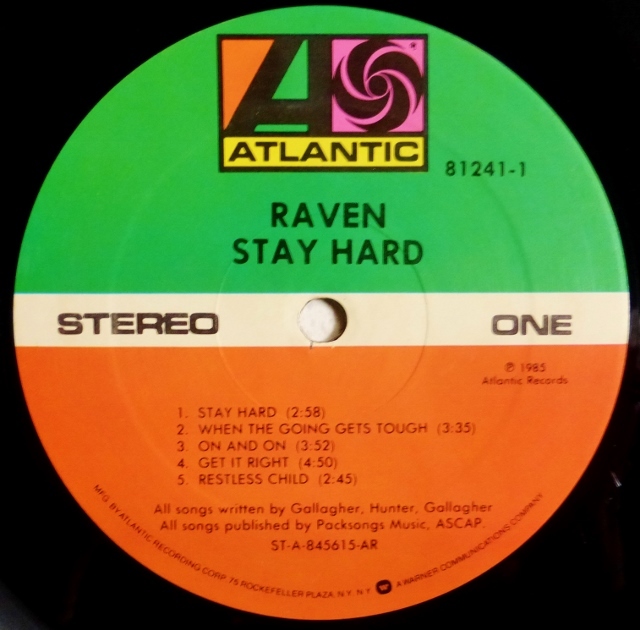 ATLANTIC
81241-1
RAVEN
STAY HARD
STEREO
ONE
℗ 1985
Atlantic Records
1. STAY HARD (2:58)
2. WHEN THE GOING GETS TOUGH (3:35)
3. ON AND ON (3:52)
4. GET IT RIGHT (4:50)
5. RESTLESS CHILD (2:45)
All songs written by Gallagher, Hunter, Gallagher
All songs published by Packsongs Music, ASCAP.
ST-A-845615-AR
MFG. BY ATLANTIC RECORDING CORP. 75 ROCKEFELLER PLAZA, N.Y. N.Y. A WARNER COMMUNICATIONS COMPANY